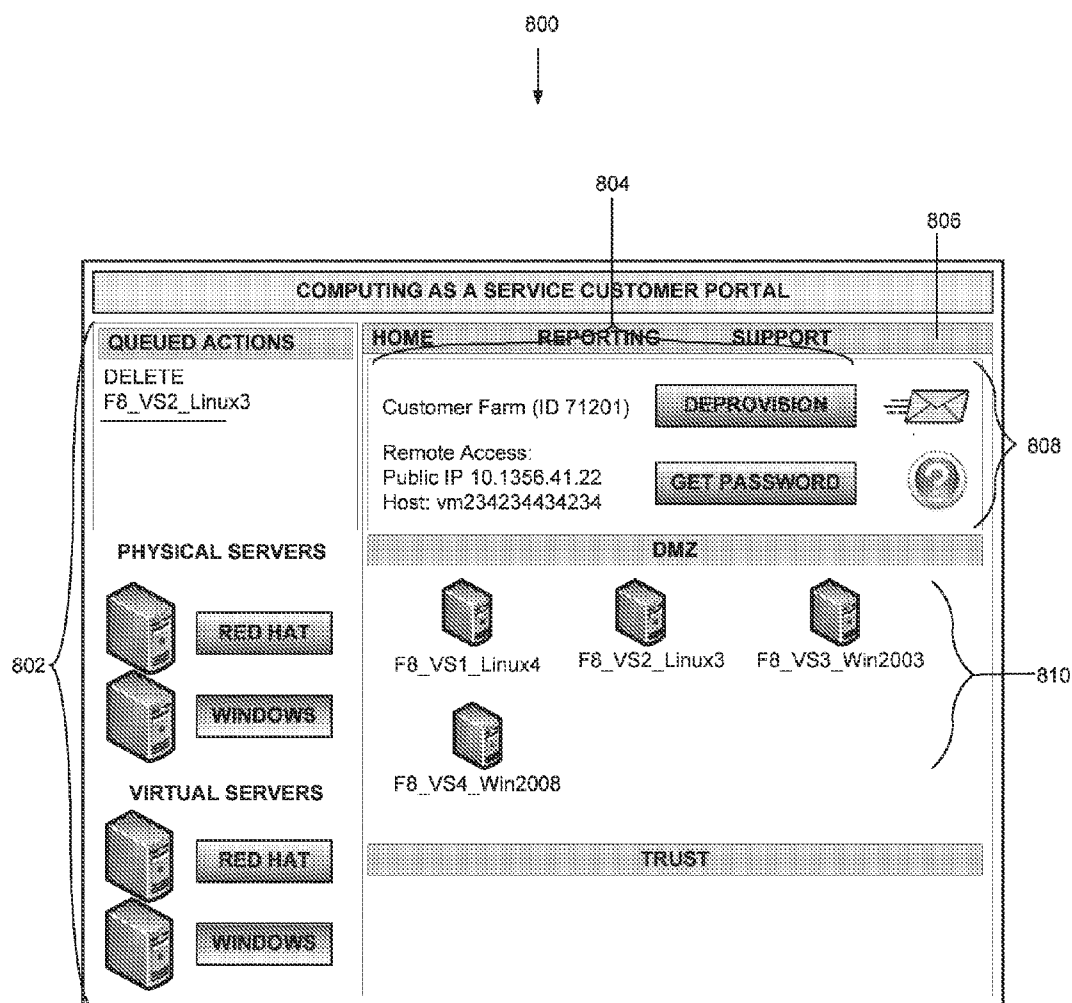 800
804
806
COMPUTING AS A SERVICE CUSTOMER PORTAL
QUEUED ACTIONS
DELETE
F8_VS2_Linux3
HOME REPORTING SUPPORT
Customer Farm (ID 71201) DEPROVISION
Remote Access:
Public IP 10.1356.41.22
Host: vm234234434234
GET PASSWORD
808
DMZ
PHYSICAL SERVERS
RED HAT
WINDOWS
802
F8_VS1_Linux4 F8_VS2_Linux3 F8_VS3_Win2003
810
F8_VS4_Win2008
VIRTUAL SERVERS
RED HAT
WINDOWS
TRUST